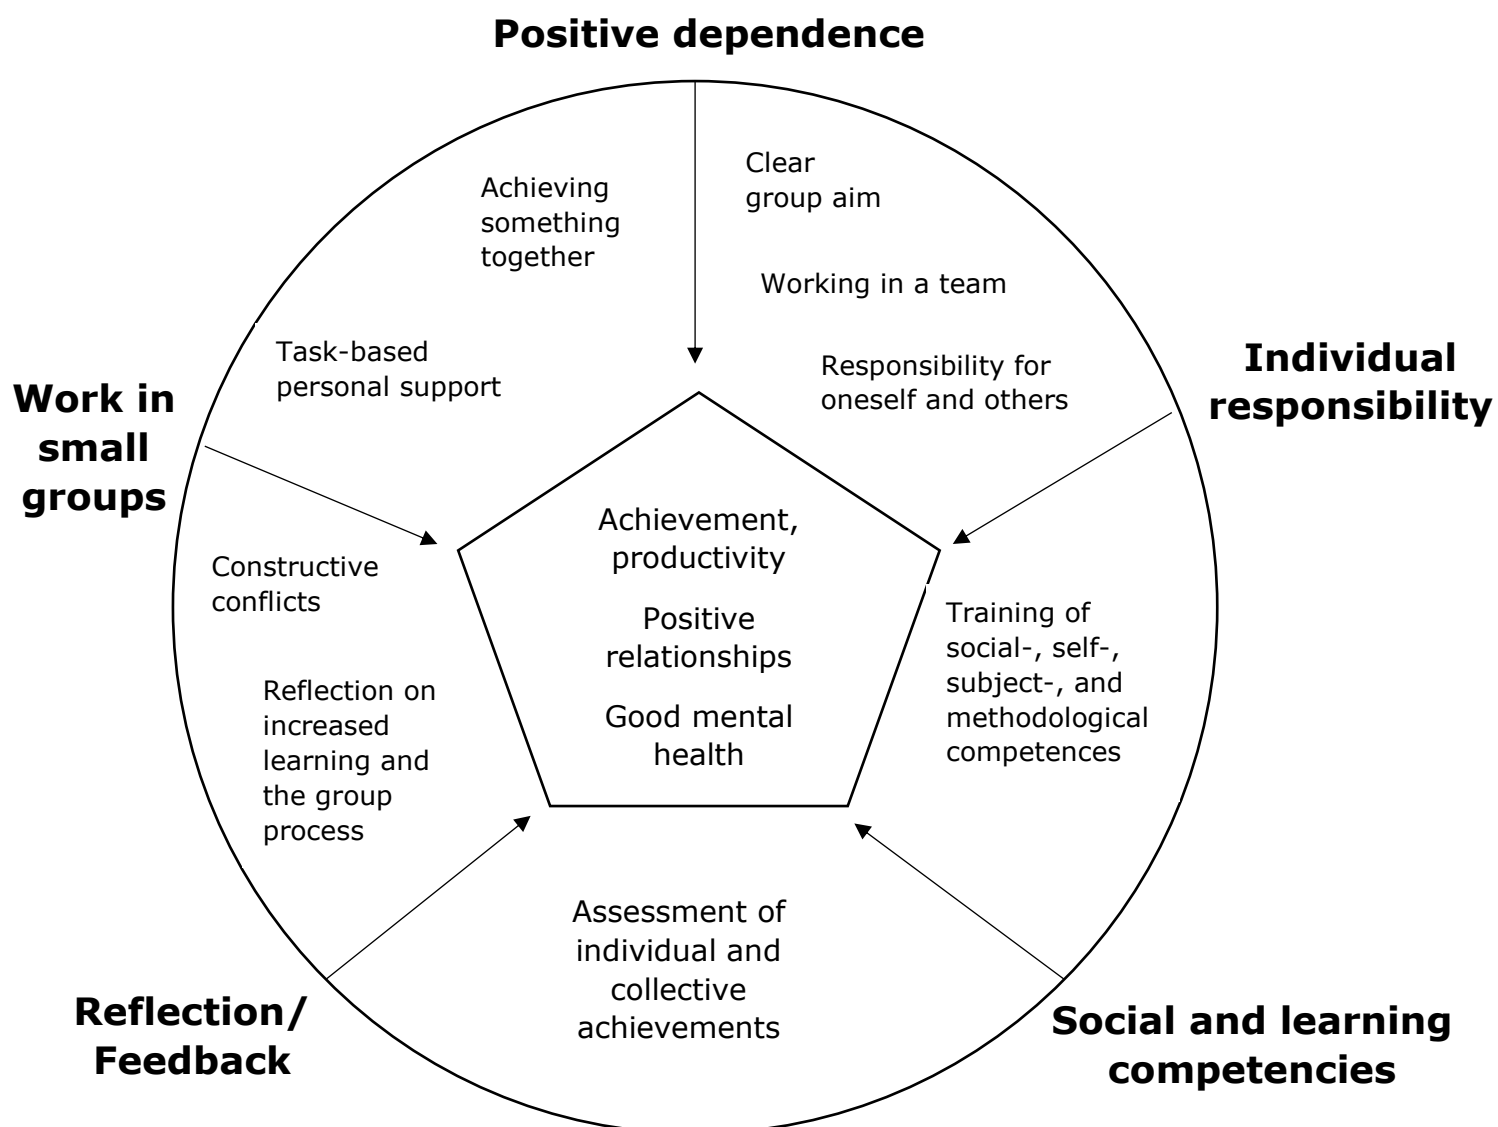 Positive dependence
Achieving
something
together
Clear
group aim
Working in a team
Task-based
personal support
Responsibility for
oneself and others
Individual
responsibility
Work in
small
groups
Achievement,
productivity
Positive
relationships
Good mental
health
Constructive
conflicts
Training of
social-, self-,
subject-, and
methodological
competences
Reflection on
increased
learning and
the group
process
Assessment of
individual and
collective
achievements
Reflection/
Feedback
Social and learning
competencies